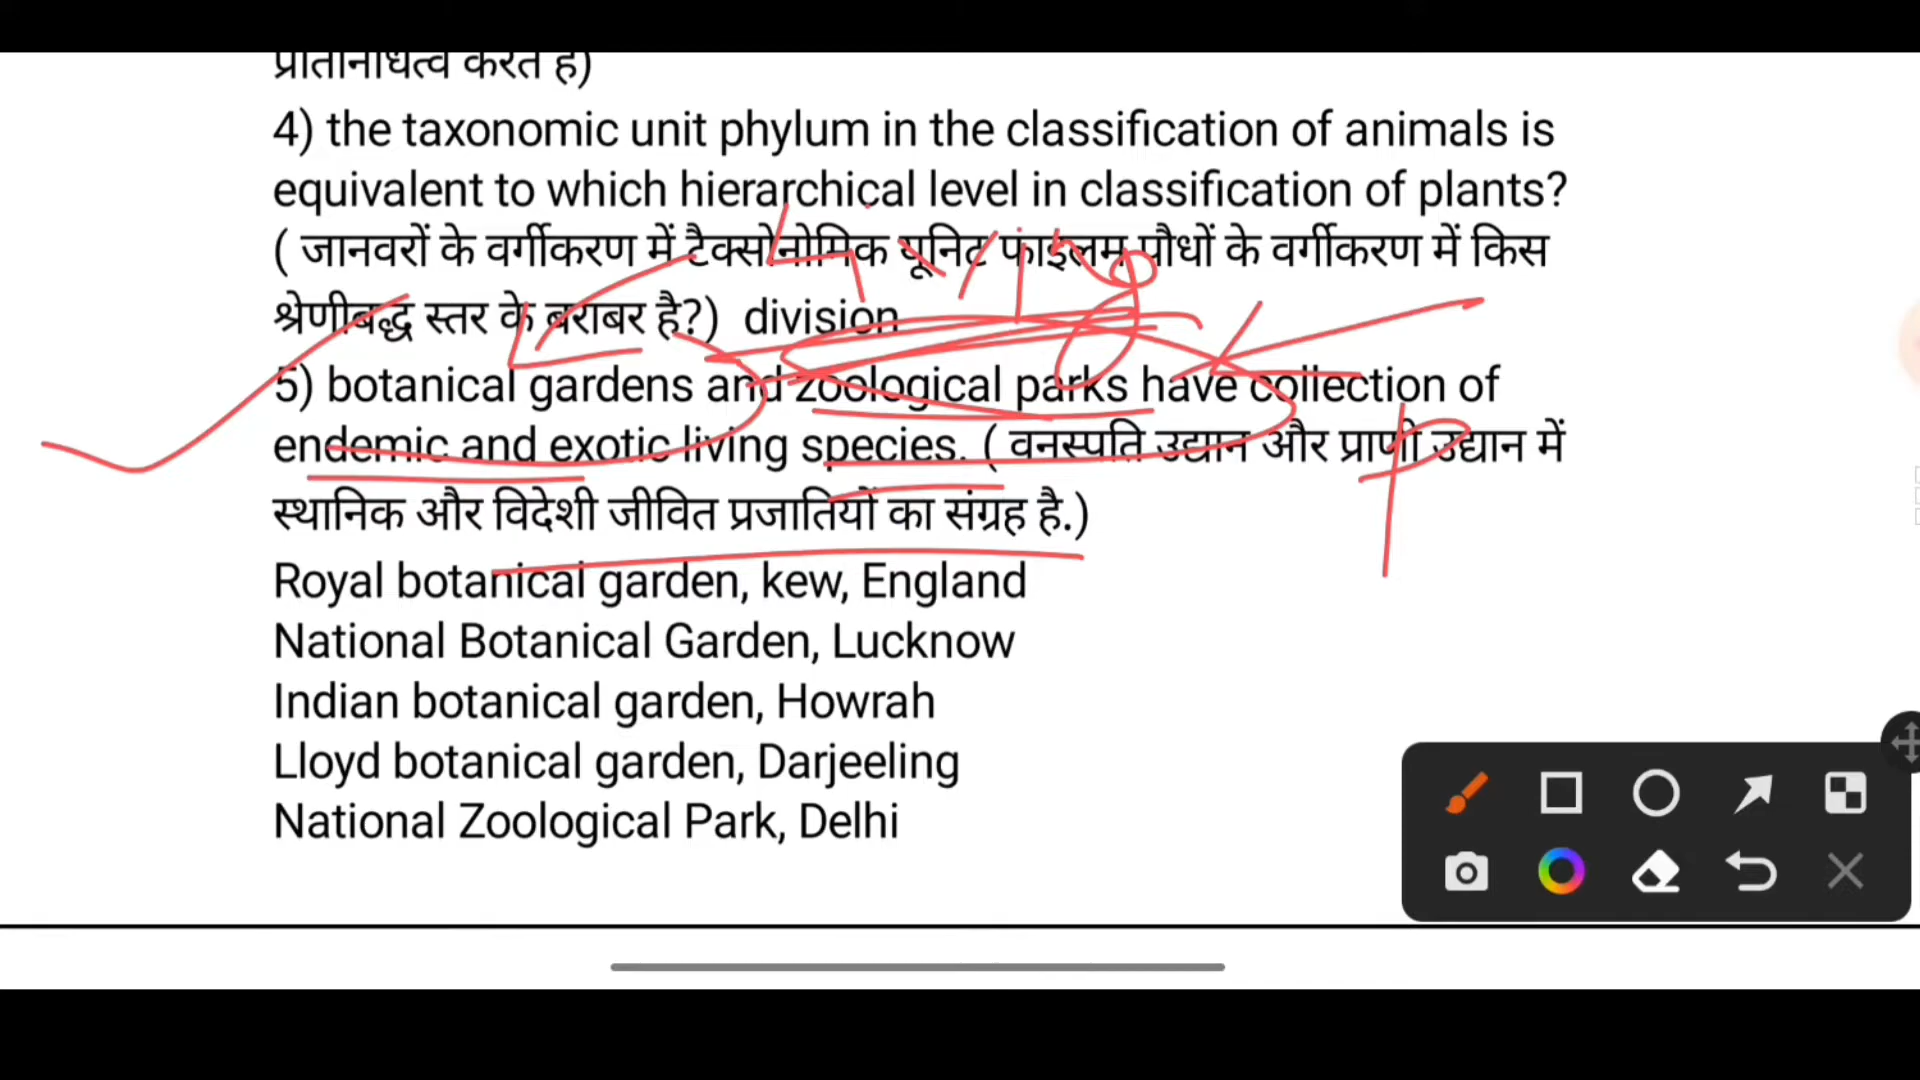 प्रतिनिधित्व करते हैं)
4) the taxonomic unit phylum in the classification of animals is
equivalent to which hierarchical level in classification of plants?
( जानवरों के वर्गीकरण में टैक्सोनोमिक यूनिट फाइलम पौधों के वर्गीकरण में किस
श्रेणीबद्ध स्तर के बराबर है?) division
5) botanical gardens and zoological parks have collection of
endemic and exotic living species. ( वनस्पति उद्यान और प्राणी उद्यान में
स्थानिक और विदेशी जीवित प्रजातियों का संग्रह है.)
Royal botanical garden, kew, England
National Botanical Garden, Lucknow
Indian botanical garden, Howrah
Lloyd botanical garden, Darjeeling
National Zoological Park, Delhi